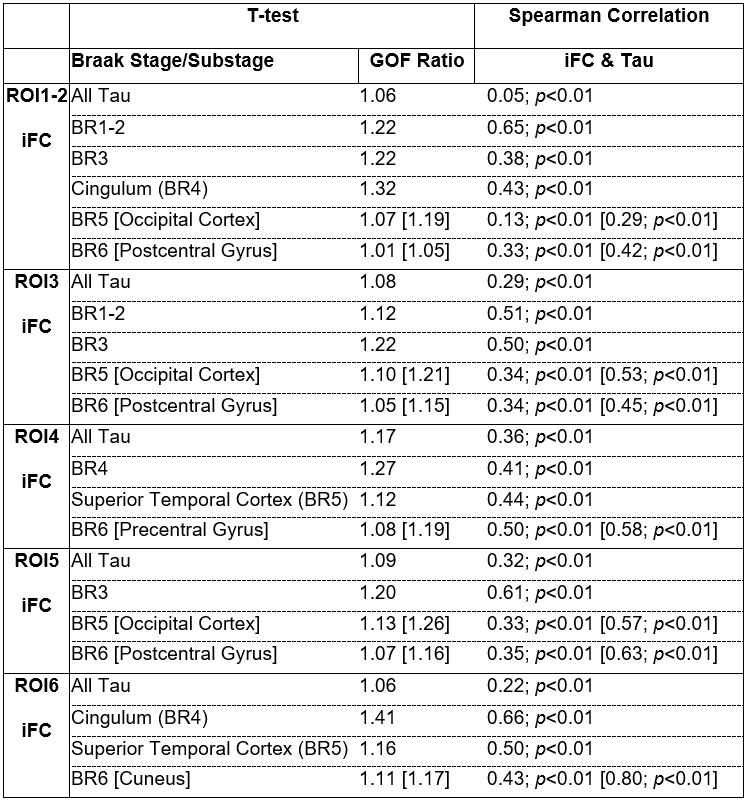 T-test Spearman Correlation
Braak Stage/Substage GOF Ratio iFC & Tau
ROI1-2 All Tau 1.06 0.05; p<0.01
iFC BR1-2 1.22 0.65; p<0.01
BR3 1.22 0.38; p<0.01
Cingulum (BR4) 1.32 0.43; p<0.01
BR5 [Occipital Cortex] 1.07 [1.19] 0.13; p<0.01 [0.29; p<0.01]
BR6 [Postcentral Gyrus] 1.01 [1.05] 0.33; p<0.01 [0.42; p<0.01]
ROI3 All Tau 1.08 0.29; p<0.01
iFC BR1-2 1.12 0.51; p<0.01
BR3 1.22 0.50; p<0.01
BR5 [Occipital Cortex] 1.10 [1.21] 0.34; p<0.01 [0.53; p<0.01]
BR6 [Postcentral Gyrus] 1.05 [1.15] 0.34; p<0.01 [0.45; p<0.01]
ROI4 All Tau 1.17 0.36; p<0.01
iFC BR4 1.27 0.41; p<0.01
Superior Temporal Cortex (BR5) 1.12 0.44; p<0.01
BR6 [Precentral Gyrus] 1.08 [1.19] 0.50; p<0.01 [0.58; p<0.01]
ROI5 All Tau 1.09 0.32; p<0.01
iFC BR3 1.20 0.61; p<0.01
BR5 [Occipital Cortex] 1.13 [1.26] 0.33; p<0.01 [0.57; p<0.01]
BR6 [Postcentral Gyrus] 1.07 [1.16] 0.35; p<0.01 [0.63; p<0.01]
ROI6 All Tau 1.06 0.22; p<0.01
iFC Cingulum (BR4) 1.41 0.66; p<0.01
Superior Temporal Cortex (BR5) 1.16 0.50; p<0.01
BR6 [Cuneus] 1.11 [1.17] 0.43; p<0.01 [0.80; p<0.01]